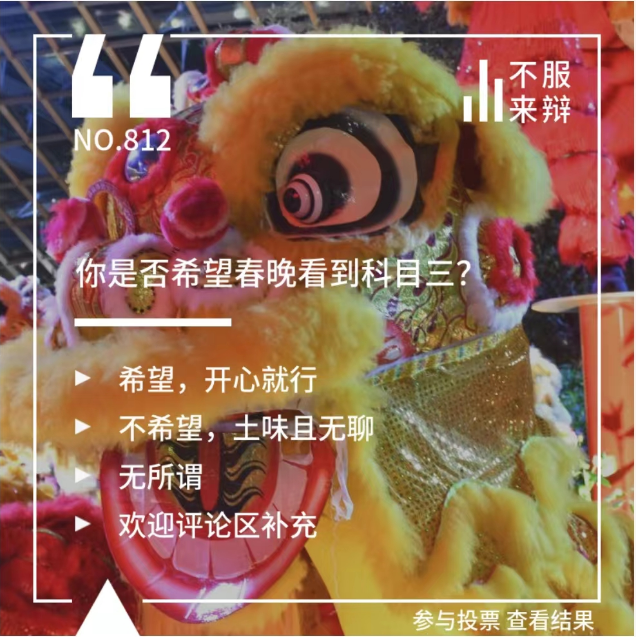 不服
来辩
NO.812
你是否希望春晚看到科目三?
希望，开心就行
不希望，土味且无聊
无所谓
欢迎评论区补充
参与投票 查看结果